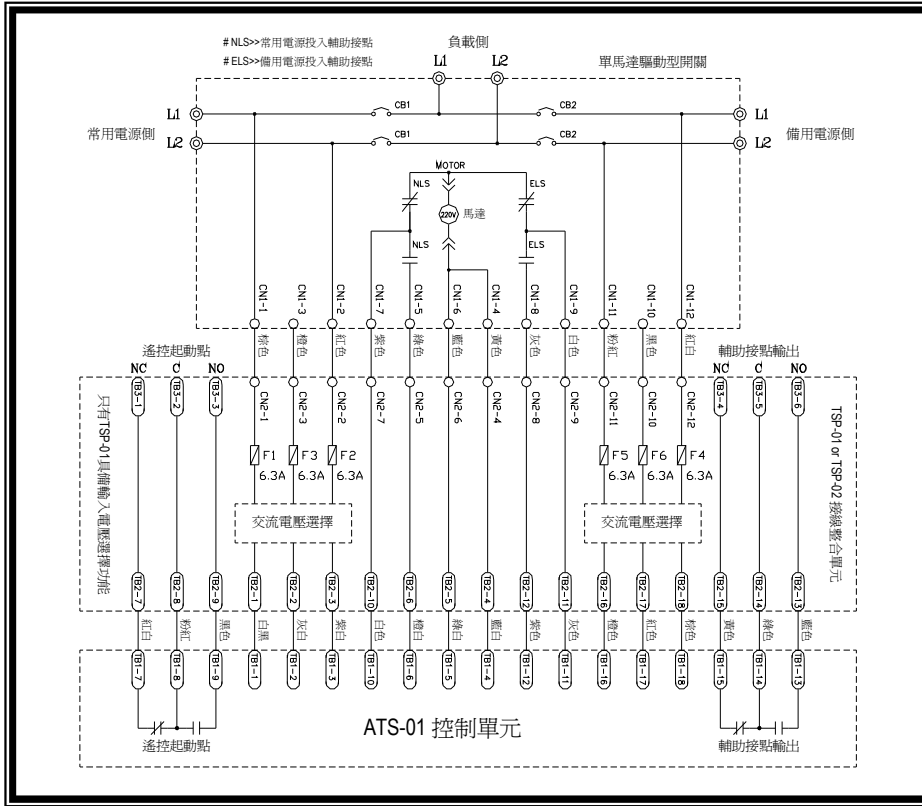 # NLS>>常用電源投入輔助接點
# ELS>>備用電源投入輔助接點
負載側
L1 L2
單馬達驅動型開關
L1 CB1 CB2 L1
常用電源側 備用電源側
L2 CB1 CB2 L2
MOTOR
NLS ELS
220V 馬達
NLS ELS
CN1-1 CN1-3 CN1-2 CN1-7 CN1-5 CN1-6 CN1-4 CN1-8 CN1-9 CN1-11 CN1-10 CN1-12
棕色 橙色 紅色 紫色 綠色 藍色 黃色 灰色 白色 粉紅 黑色 紅白
遙控起動點 輔助接點輸出
NC C NO NC C NO
TB3-1 TB3-2 TB3-3 TB3-4 TB3-5 TB3-6
CN2-1 CN2-3 CN2-2 CN2-7 CN2-5 CN2-6 CN2-4 CN2-8 CN2-9 CN2-11 CN2-10 CN2-12
只有TSP-01具備輸入電壓選擇功能
TSP-01 or TSP-02 接線整合單元
F1 F3 F2 F5 F6 F4
6.3A 6.3A 6.3A 6.3A 6.3A 6.3A
交流電壓選擇 交流電壓選擇
TB2-7 TB2-8 TB2-9 TB2-1 TB2-2 TB2-3 TB2-10 TB2-6 TB2-5 TB2-4 TB2-12 TB2-11 TB2-16 TB2-17 TB2-18 TB2-15 TB2-14 TB2-13
紅白 粉紅 黑色 白黑 灰白 紫白 白色 橙白 綠白 藍白 紫色 灰色 橙色 紅色 棕色 黃色 綠色 藍色
TB1-7 TB1-8 TB1-9 TB1-1 TB1-2 TB1-3 TB1-10 TB1-6 TB1-5 TB1-4 TB1-12 TB1-11 TB1-16 TB1-17 TB1-18 TB1-15 TB1-14 TB1-13
ATS-01 控制單元
遙控起動點 輔助接點輸出